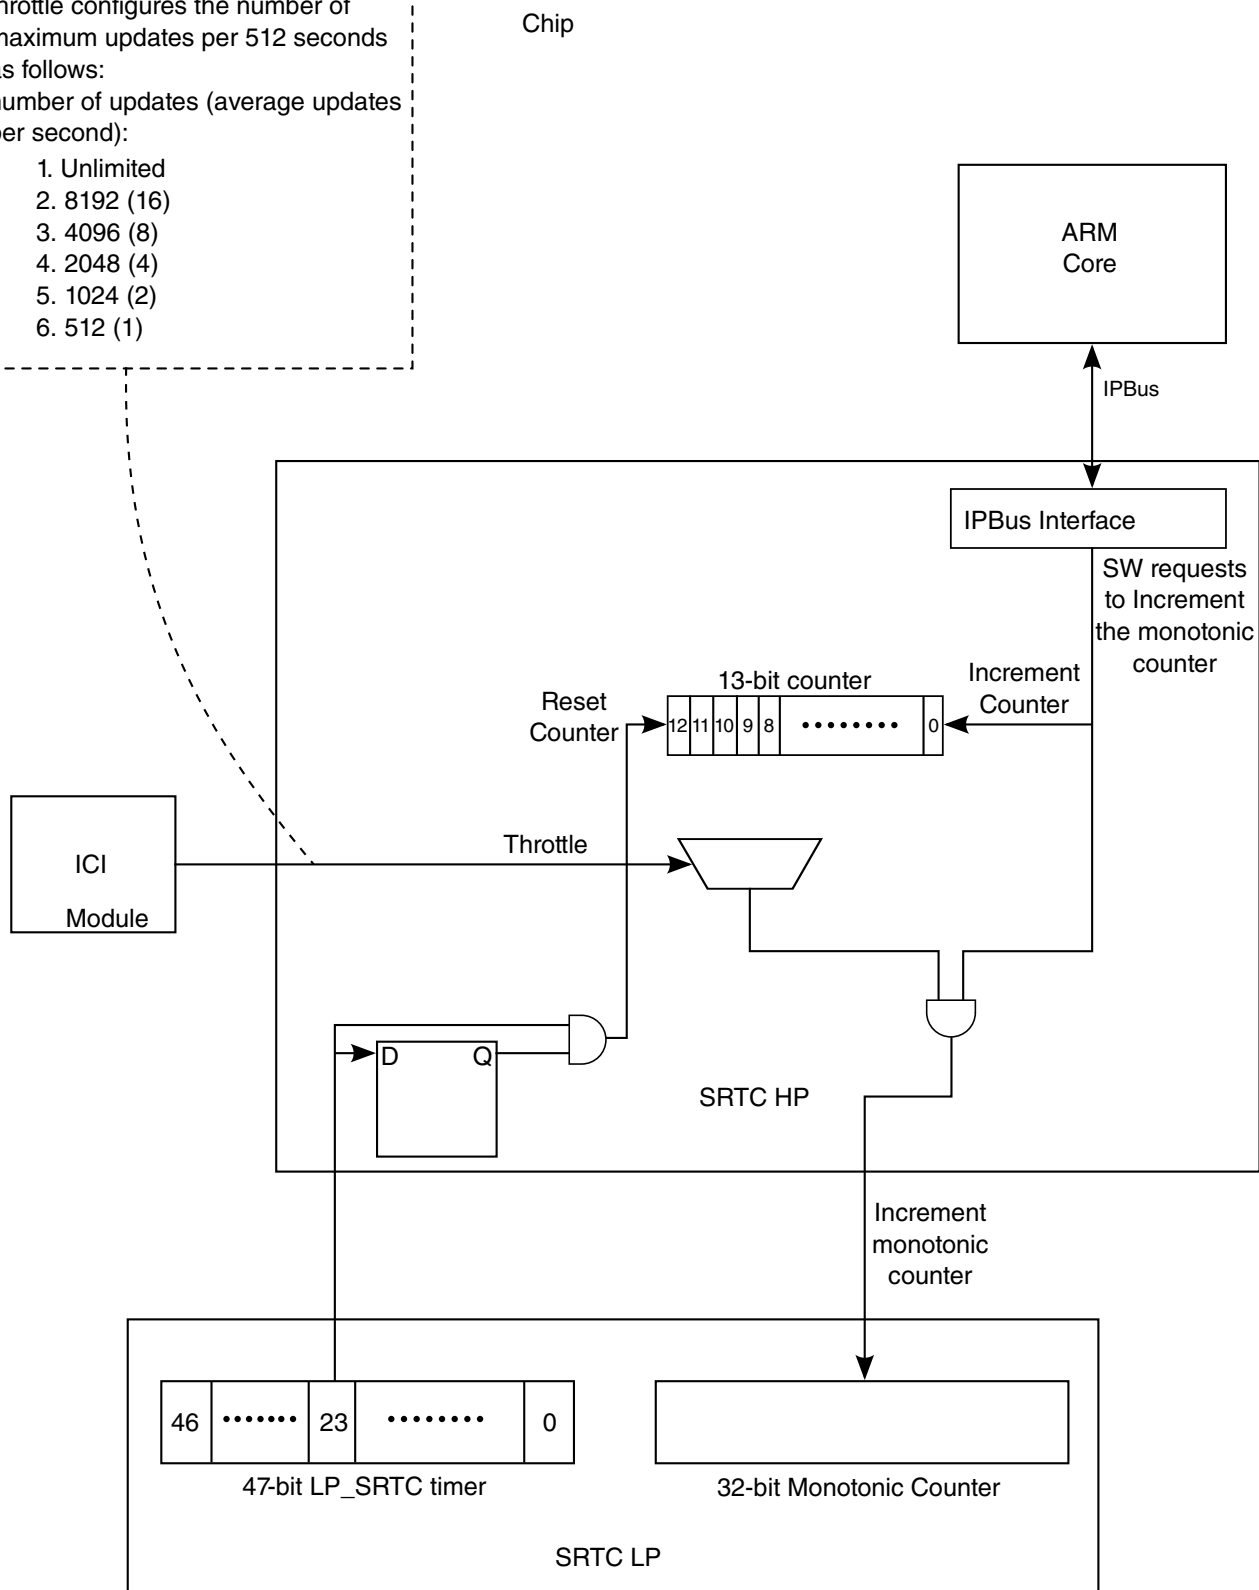 hrottle configures the number of
maximum updates per 512 seconds
as follows:
number of updates (average updates
per second):
1. Unlimited
2. 8192 (16)
3. 4096 (8)
4. 2048 (4)
5. 1024 (2)
6. 512 (1)
Chip
ARM
Core
IPBus
IPBus Interface
SW requests
to Increment
the monotonic
counter
Increment
Counter
13-bit counter
Reset
Counter
12 11 10 9 8 ........ 0
Throttle
ICI
Module
D Q
SRTC HP
Increment
monotonic
counter
46 ....... 23 ........ 0
47-bit LP_SRTC timer
32-bit Monotonic Counter
SRTC LP